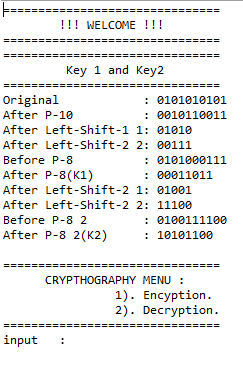 ===============================
!!! WELCOME !!!
===============================
===============================
Key 1 and Key2
===============================
Original : 0101010101
After P-10 : 0010110011
After Left-Shift-1 1: 01010
After Left-Shift-1 2: 00111
Before P-8 : 0101000111
After P-8(K1) : 00011011
After Left-Shift-2 1: 01001
After Left-Shift-2 2: 11100
Before P-8 2 : 0100111100
After P-8 2(K2) : 10101100
===============================
CRYPTHOGRAPHY MENU :
1). Encyption.
2). Decryption.
===============================
input :